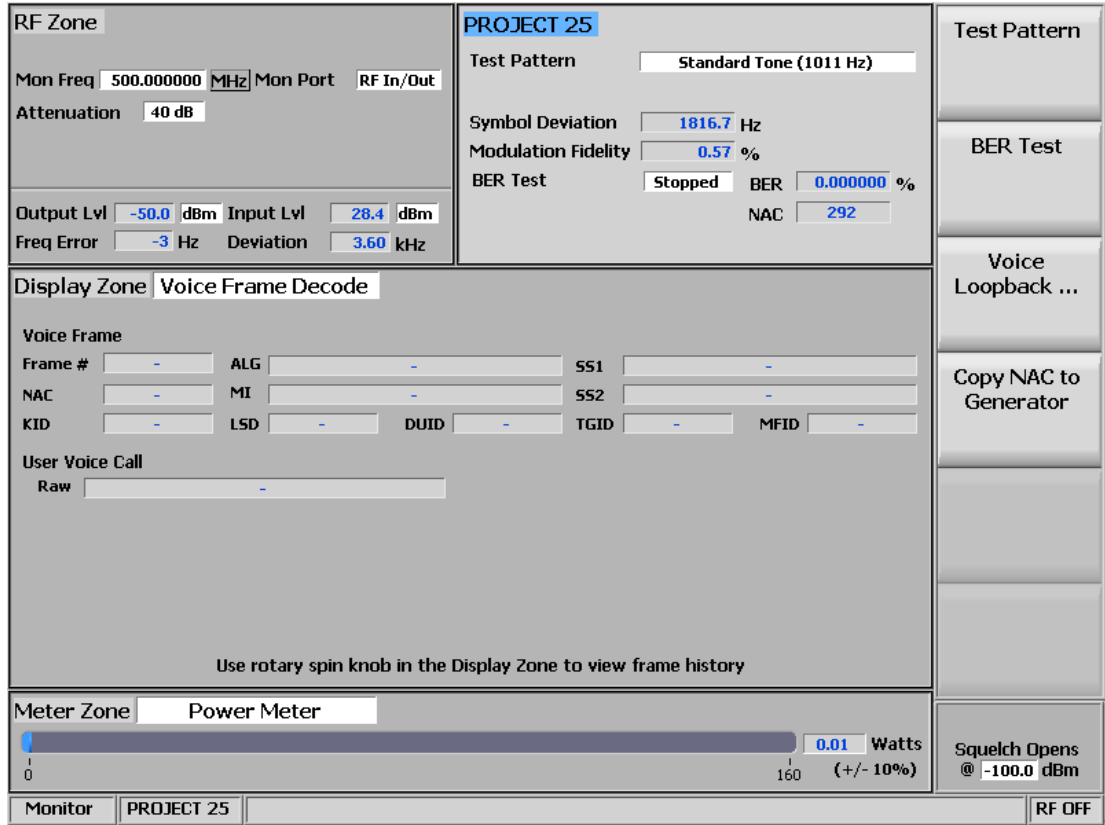 RF Zone
Mon Freq 500.000000 MHz Mon Port RF In/Out
Attenuation 40 dB
Output Lvl -50.0 dBm Input Lvl 28.4 dBm
Freq Error -3 Hz Deviation 3.60 kHz
PROJECT 25
Test Pattern Standard Tone (1011 Hz)
Symbol Deviation 1816.7 Hz
Modulation Fidelity 0.57 %
BER Test Stopped BER 0.000000 %
NAC 292
Display Zone Voice Frame Decode
Voice Frame
Frame # - ALG - SS1 -
NAC - MI - SS2 -
KID - LSD - DUID - TGID - MFID -
User Voice Call
Raw -
Use rotary spin knob in the Display Zone to view frame history
Meter Zone Power Meter
0.01 Watts
0 160 (+/- 10%)
Test Pattern
BER Test
Voice
Loopback ...
Copy NAC to
Generator
Squelch Opens
@ -100.0 dBm
Monitor PROJECT 25 RF OFF